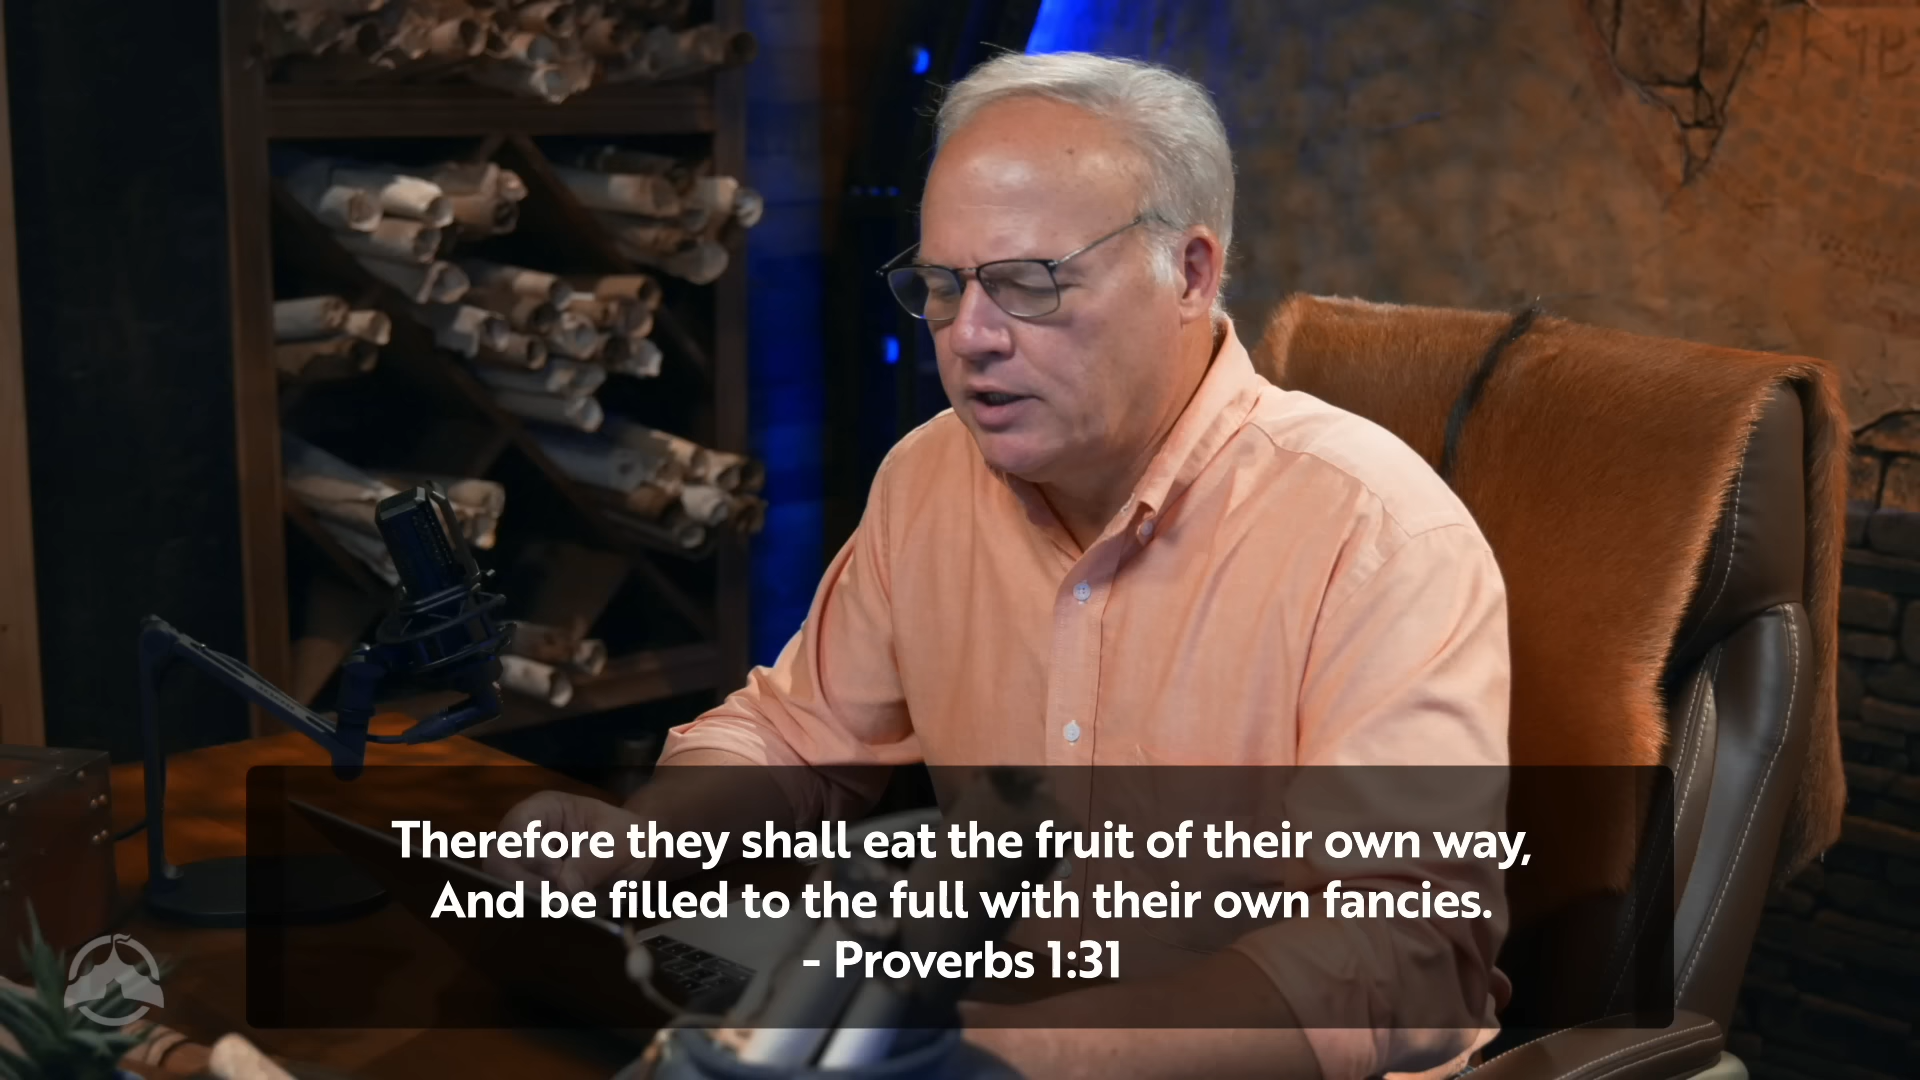 Therefore they shall eat the fruit of their own way,
And be filled to the full with their own fancies.
- Proverbs 1:31